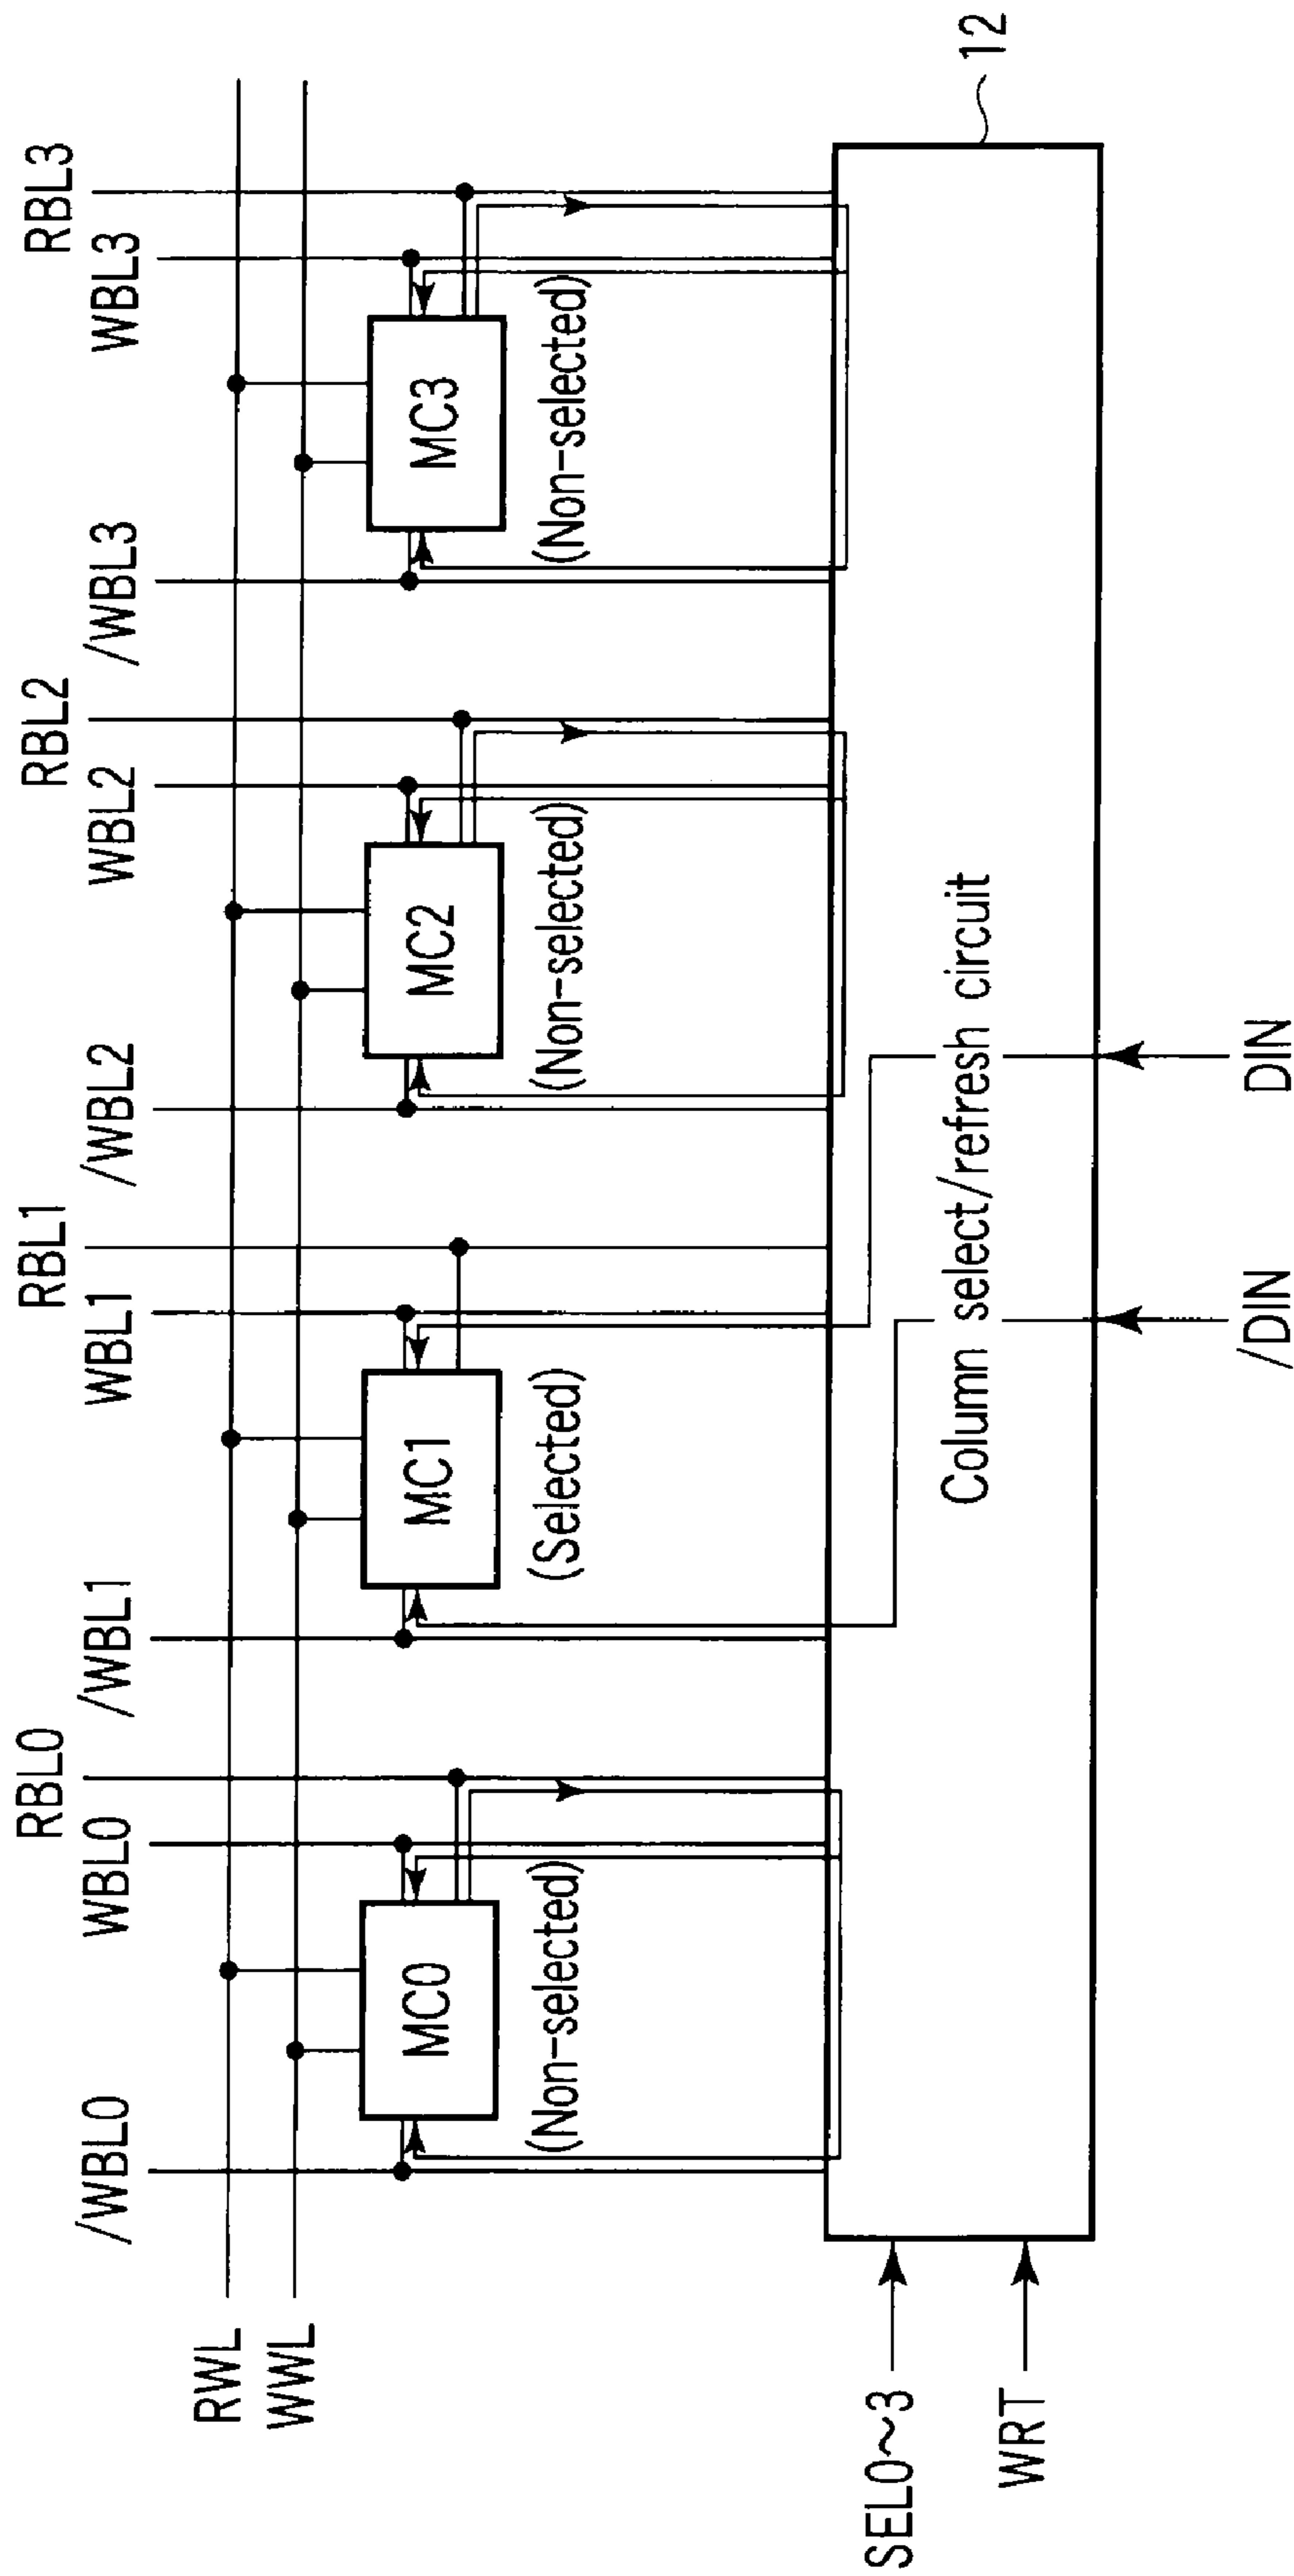 /WBL0 WBL0 RBL0 /WBL1 WBL1 RBL1 /WBL2 WBL2 RBL2 /WBL3 WBL3 RBL3
RWL
WWL
MC0 MC1 MC2 MC3
(Non-selected) (Selected) (Non-selected) (Non-selected)
12
SEL0~3
Column select/refresh circuit
WRT
/DIN DIN